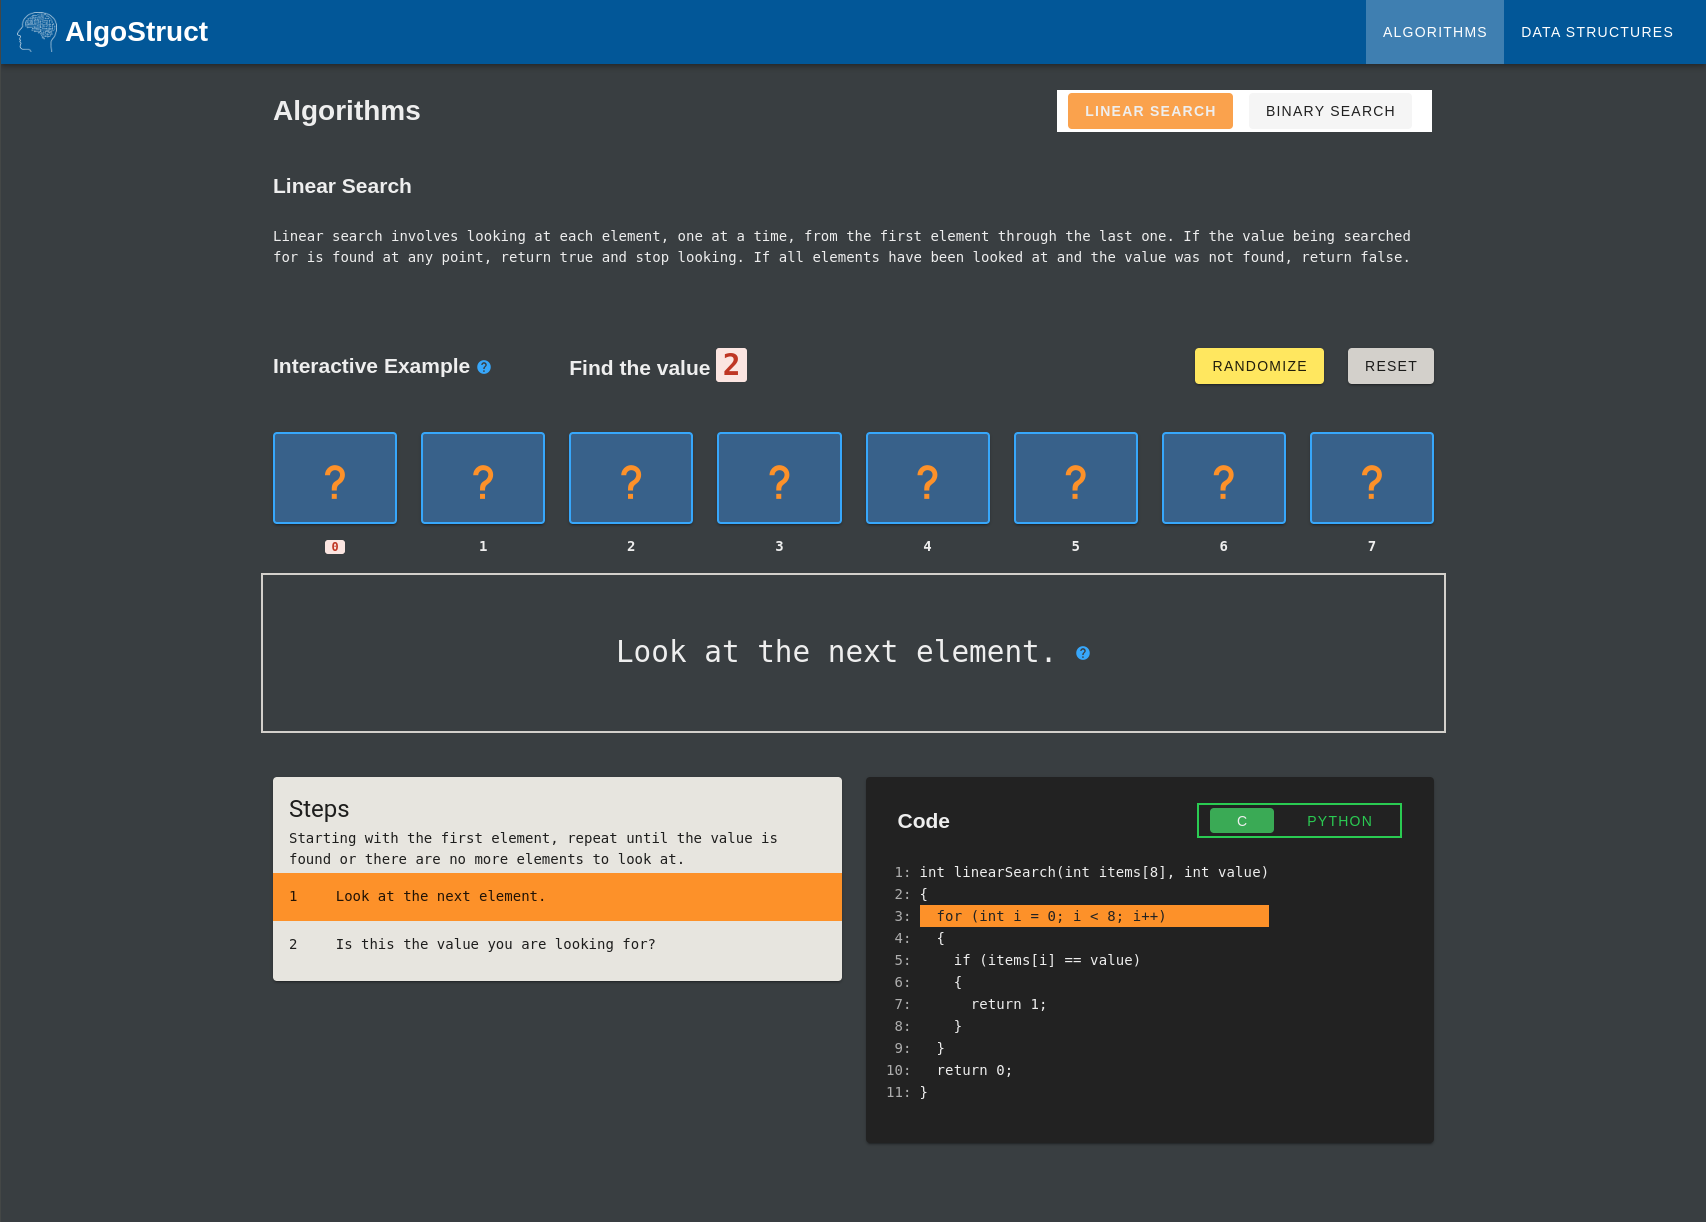 AlgoStruct
ALGORITHMS
DATA STRUCTURES
Algorithms
LINEAR SEARCH
BINARY SEARCH
Linear Search
Linear search involves looking at each element, one at a time, from the first element through the last one. If the value being searched
for is found at any point, return true and stop looking. If all elements have been looked at and the value was not found, return false.
Interactive Example ?
Find the value 2
RANDOMIZE
RESET
? ? ? ? ? ? ? ?
0 1 2 3 4 5 6 7
Look at the next element. ?
Steps
Starting with the first element, repeat until the value is
found or there are no more elements to look at.
1 Look at the next element.
2 Is this the value you are looking for?
Code
C
PYTHON
1: int linearSearch(int items[8], int value)
2: {
3:   for (int i = 0; i < 8; i++)
4:   {
5:     if (items[i] == value)
6:     {
7:       return 1;
8:     }
9:   }
10:   return 0;
11: }